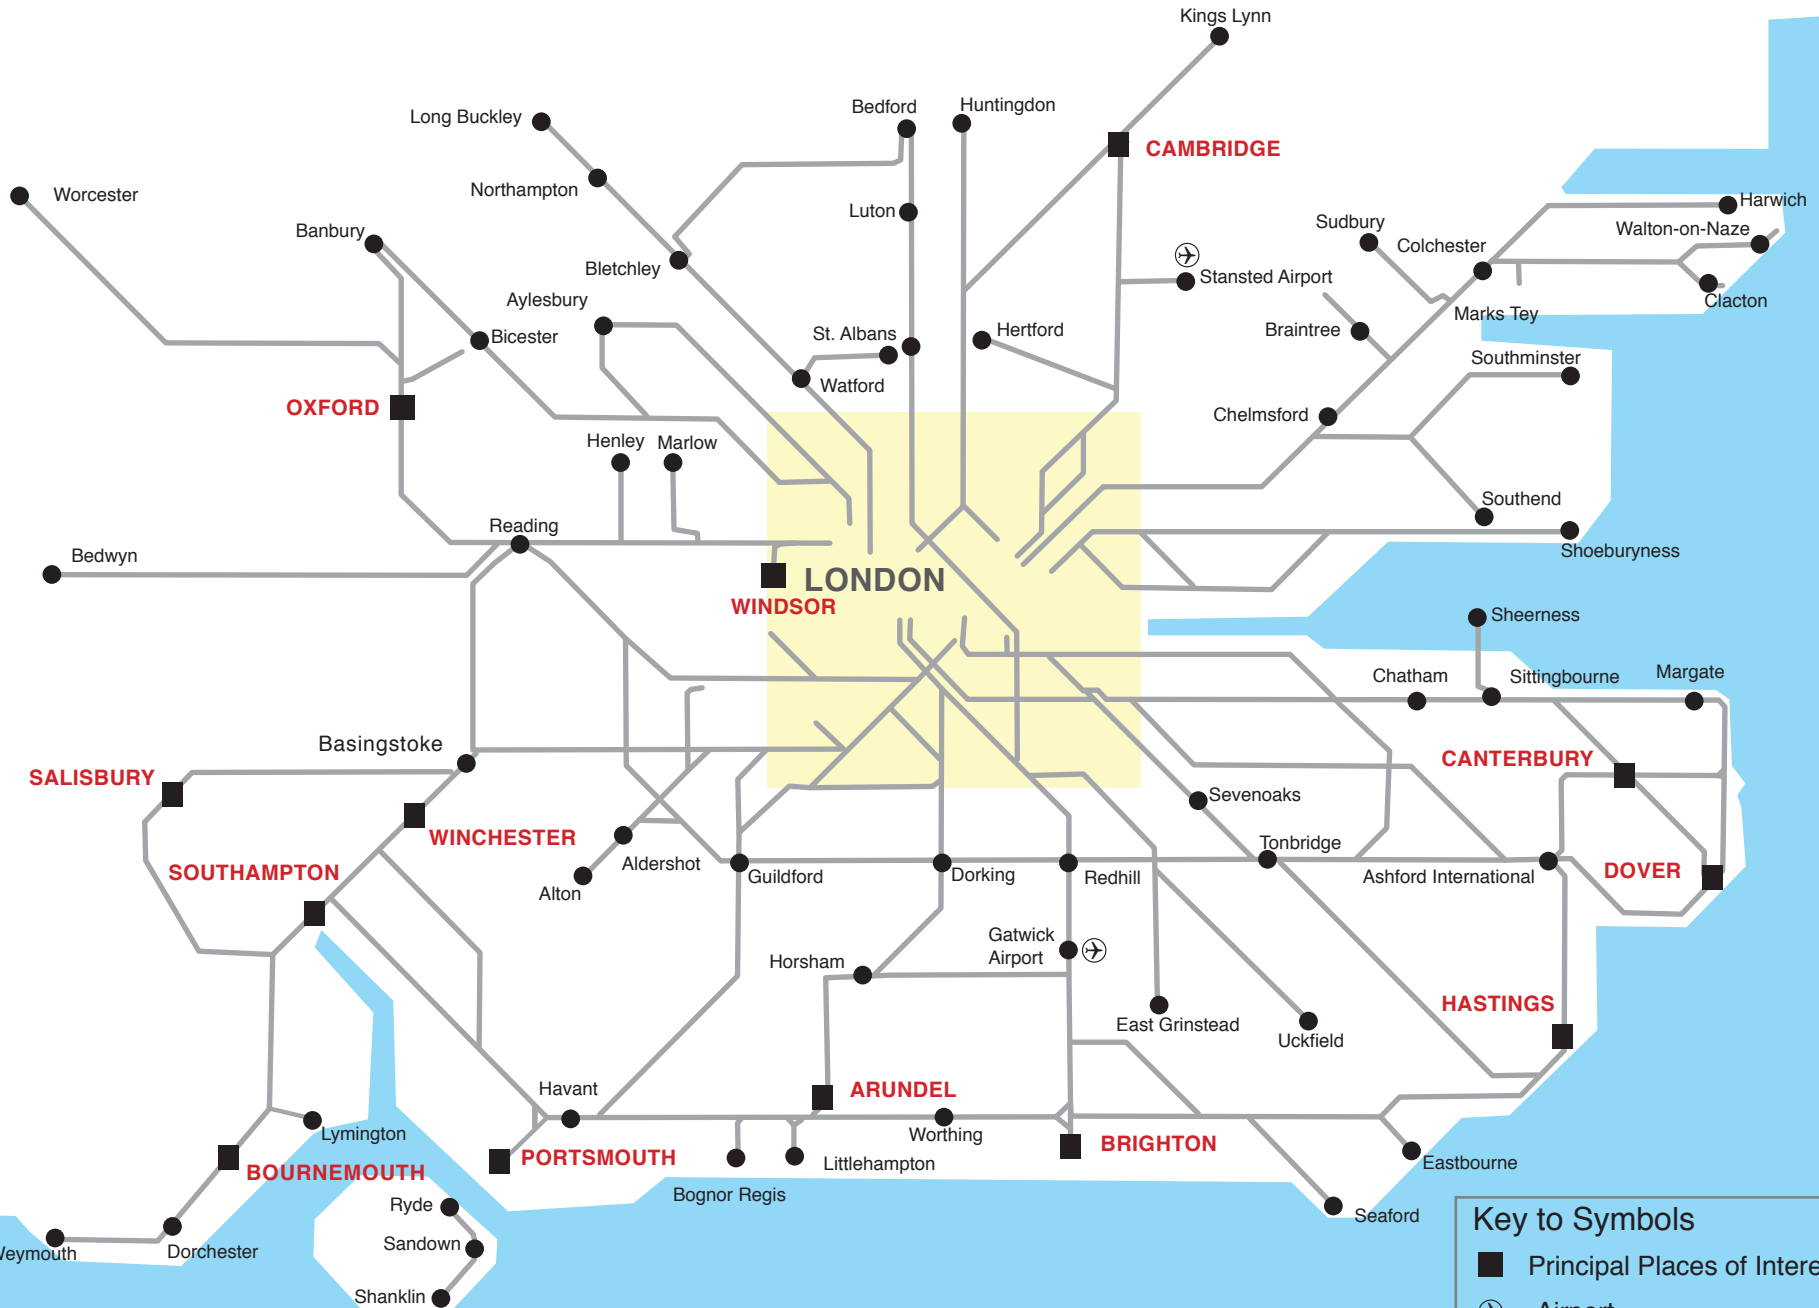 Kings Lynn
Bedford
Huntingdon
Long Buckley
CAMBRIDGE
Northampton
Worcester
Luton
Harwich
Sudbury
Walton-on-Naze
Banbury
Colchester
Bletchley
Stansted Airport
Aylesbury
Clacton
Marks Tey
St. Albans
Hertford
Braintree
Bicester
Southminster
Watford
OXFORD
Chelmsford
Henley
Marlow
Southend
Reading
Shoeburyness
Bedwyn
LONDON
WINDSOR
Sheerness
Chatham
Sittingbourne
Margate
Basingstoke
CANTERBURY
SALISBURY
Sevenoaks
WINCHESTER
Tonbridge
Aldershot
SOUTHAMPTON
Guildford
Dorking
Redhill
Ashford International
DOVER
Alton
Gatwick
Airport
Horsham
HASTINGS
East Grinstead
Uckfield
Havant
ARUNDEL
Lymington
Worthing
BRIGHTON
PORTSMOUTH
Littlehampton
Eastbourne
BOURNEMOUTH
Bognor Regis
Ryde
Seaford
Key to Symbols
Sandown
Weymouth
Dorchester
Principal Places of Intere
Shanklin
Airport